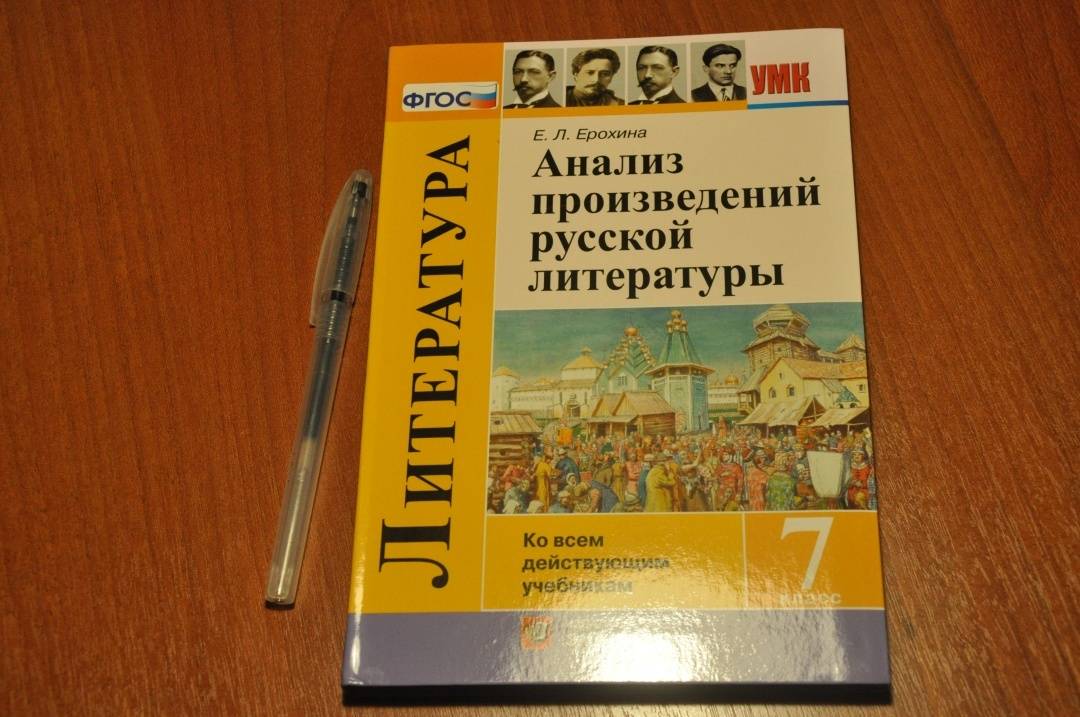 ФГОС
УМК
ЛИТЕРАТУРА
Е. Л. Ерохина
Анализ
произведений
русской
литературы
Ко всем
действующим
учебникам
7
класс